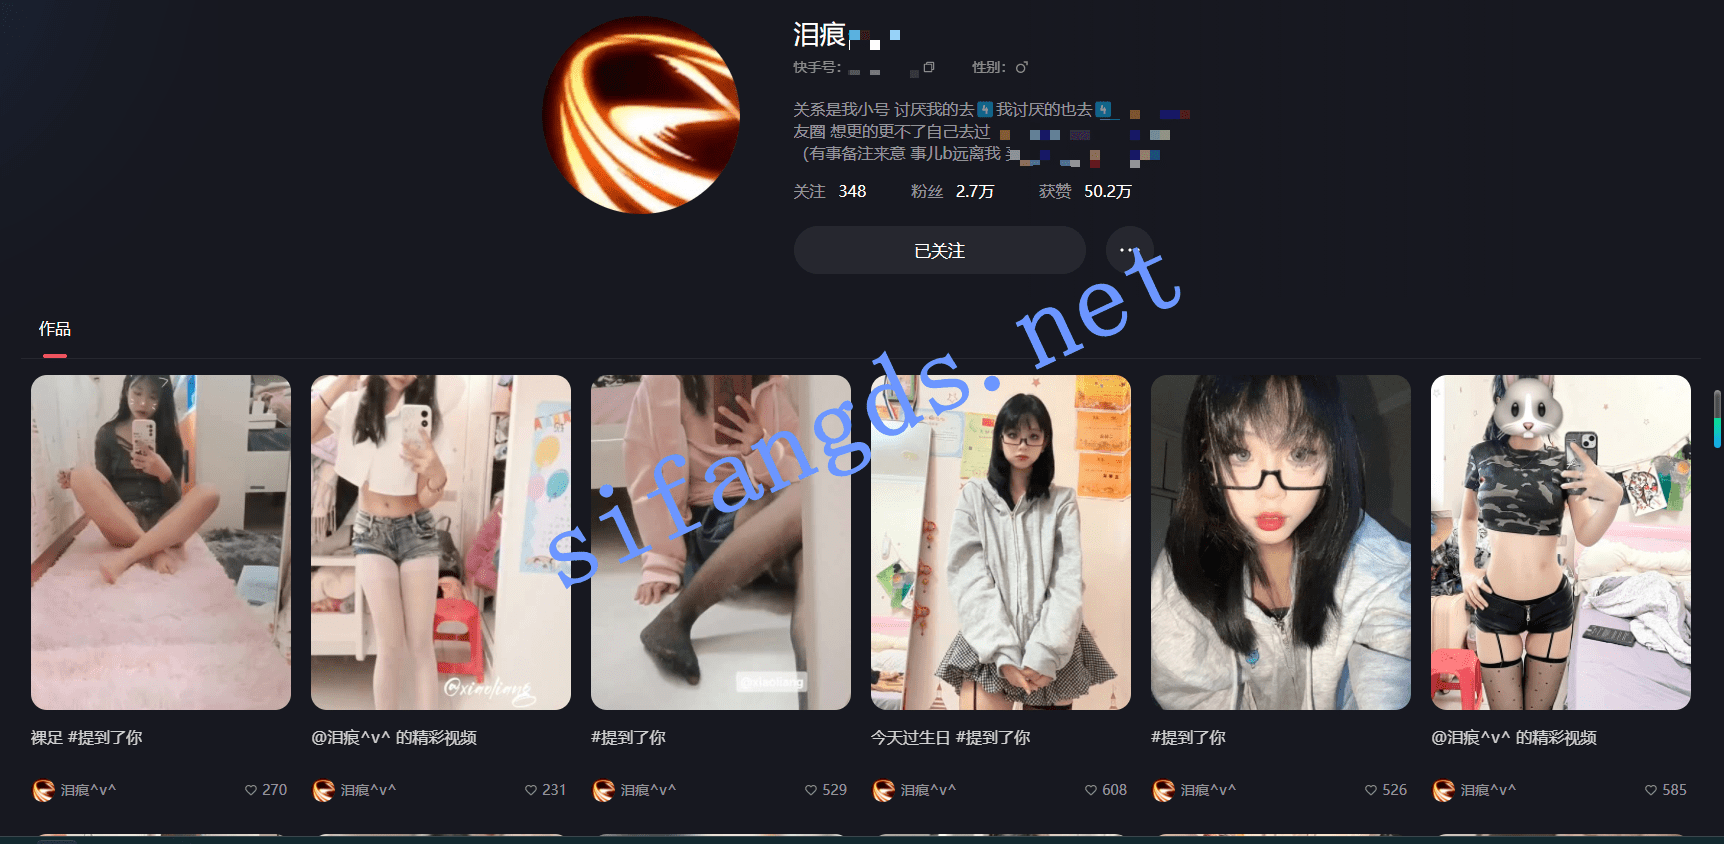 泪痕
快手号：
性别：
关系是我小号 讨厌我的去 我讨厌的也去
友圈 想更的更不了自己去过
（有事备注来意 事儿b远离我
关注 348 粉丝 2.7万 获赞 50.2万
已关注
作品
sifangds.net
@xiaoliang
@xiaoliang
裸足 #提到了你
@泪痕^v^ 的精彩视频
#提到了你
今天过生日 #提到了你
#提到了你
@泪痕^v^ 的精彩视频
泪痕^v^ 270
泪痕^v^ 231
泪痕^v^ 529
泪痕^v^ 608
泪痕^v^ 526
泪痕^v^ 585